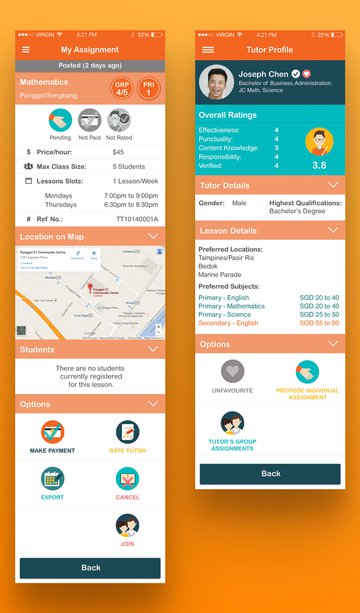 VIRGIN
4:21 PM
22%
My Assignment
Posted (2 days ago)
Mathematics
Punggol/Sengkang
GRP
4/5
PRI
1
Pending
Not Paid
Not Rated
$ Price/hour: $45
Max Class Size: 5 Students
Lessons Slots: 1 Lesson/Week
Mondays 7:00pm to 9:00pm
Thursdays 6:30pm to 8:30pm
# Ref No.: TT10140001A
Location on Map
Punggol 21
Community Centre
Punggol 21
Community Centre
Google
Students
There are no students
currently registered
for this lesson.
Options
MAKE PAYMENT
RATE TUTOR
EXPORT
CANCEL
JOIN
Back
VIRGIN
4:21 PM
22%
Tutor Profile
Joseph Chen
Bachelor of Business Administration
JC Math, Science
Overall Ratings
Effectiveness: 4
Punctuality: 4
Content Knowledge: 3
Responsibility: 4
Verified: 4
3.8
Tutor Details
Gender: Male
Highest Qualifications:
Bachelor's Degree
Lesson Details
Preferred Locations:
Tampines/Pasir Ris
Bedok
Marine Parade
Preferred Subjects:
Primary - English SGD 20 to 40
Primary - Mathematics SGD 20 to 40
Primary - Science SGD 25 to 50
Secondary - English SGD 55 to 80
Options
UNFAVOURITE
PROPOSE INDIVIDUAL
ASSIGNMENT
TUTOR'S GROUP
ASSIGNMENTS
Back